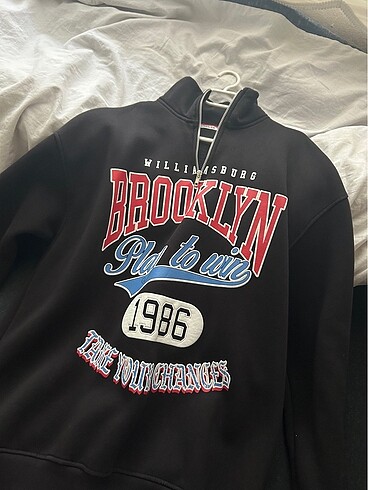 WILLIAMSBURG
BROOKLYN
Play to win
1986
TAKE YOUR CHANCES